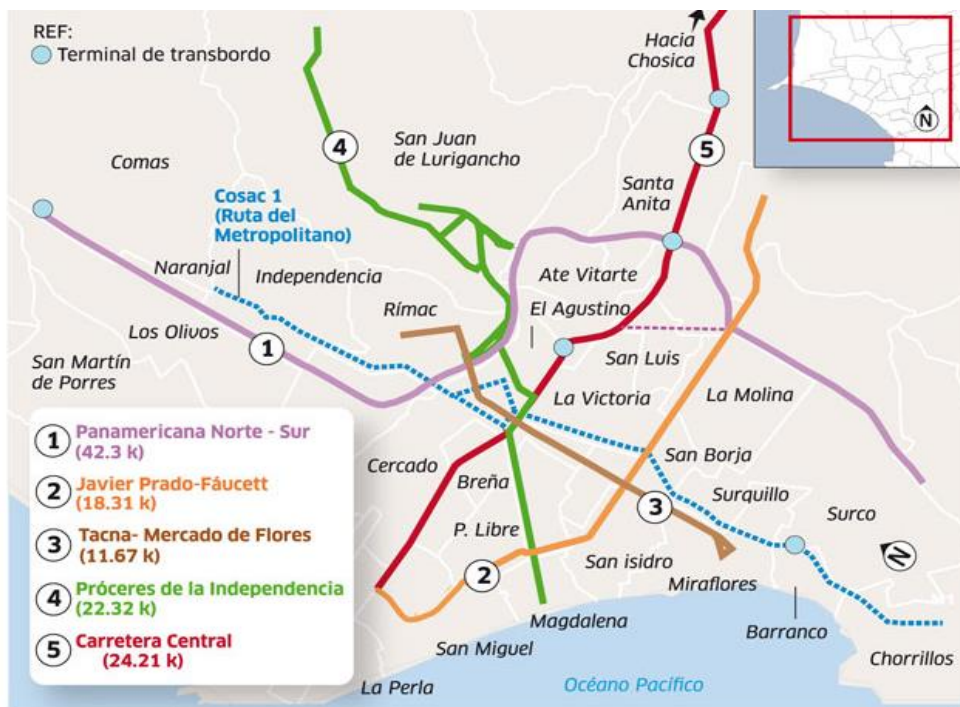 REF:
Terminal de transbordo
Hacia
Chosica
N
San Juan
de Lurigancho
4
5
Comas
Santa
Anita
Cosac 1
(Ruta del
Metropolitano)
Naranjal
Independencia
Ate Vitarte
Rímac
El Agustino
Los Olivos
1
San Martín
de Porres
San Luis
La Victoria
La Molina
1 Panamericana Norte - Sur
(42.3 k)
2 Javier Prado-Fáucett
(18.31 k)
3 Tacna- Mercado de Flores
(11.67 k)
4 Próceres de la Independencia
(22.32 k)
5 Carretera Central
(24.21 k)
Cercado
Breña
San Borja
3
Surquillo
P. Libre
Surco
N
2
San isidro
Miraflores
Magdalena
Barranco
San Miguel
Chorrillos
La Perla
Océano Pacífico